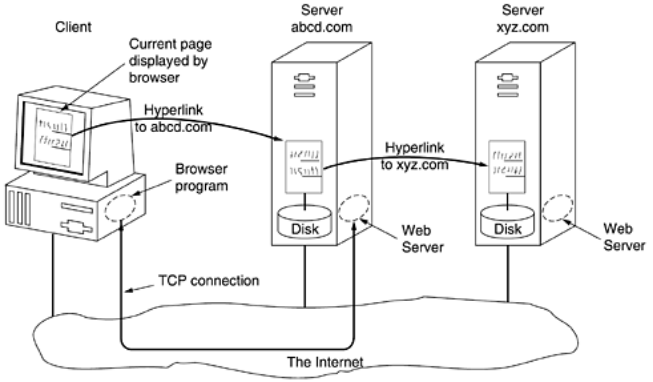 Client
Server
abcd.com
Server
xyz.com
Current page
displayed by
browser
Hyperlink
to abcd.com
Hyperlink
to xyz.com
Browser
program
Disk
Web
Server
Disk
Web
Server
TCP connection
The Internet